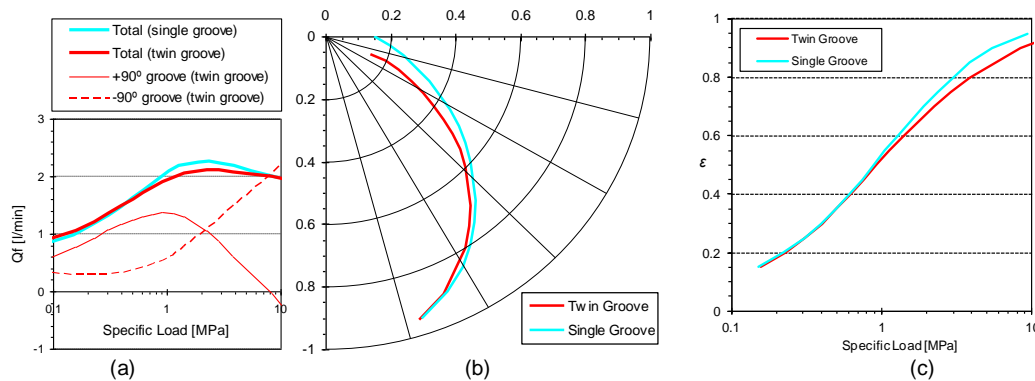 Total (single groove)
Total (twin groove)
+90º groove (twin groove)
-90º groove (twin groove)
3
2
1
0
-1
Qf [l/min]
0.1
1
10
Specific Load [MPa]
(a)
0
0.2
0.4
0.6
0.8
1
0
0.2
0.4
0.6
0.8
-1
Twin Groove
Single Groove
(b)
1
0.8
0.6
ε
0.4
0.2
0
Twin Groove
Single Groove
0.1
1
10
Specific Load [MPa]
(c)